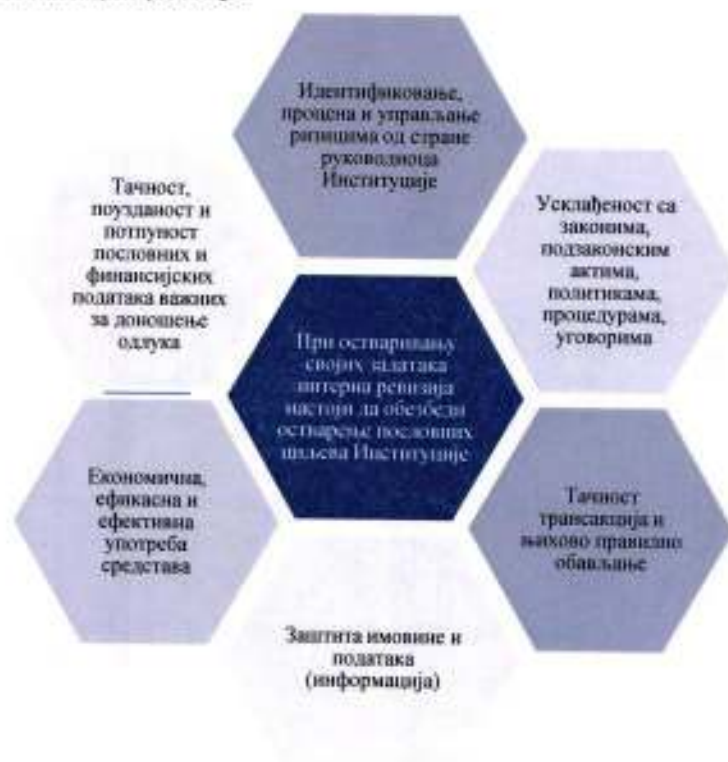 Идентификовање,
процена и управљање
ризицима од стране
руководиоца
Институције
Усклађеност са
законима,
подзаконским
актима,
политикама,
процедурама,
уговорима
Тачност
трансакција и
њихово правилно
обављање
Заштита имовине и
података
(информација)
Економична,
ефикасна и
ефективна
употреба
средстава
Тачност,
поузданост и
потпуност
пословних и
финансијских
података важних
за доношење
одлука
При остваривању
својих задатака
интерна ревизија
настоји да обезбеди
остварење пословних
циљева Институције